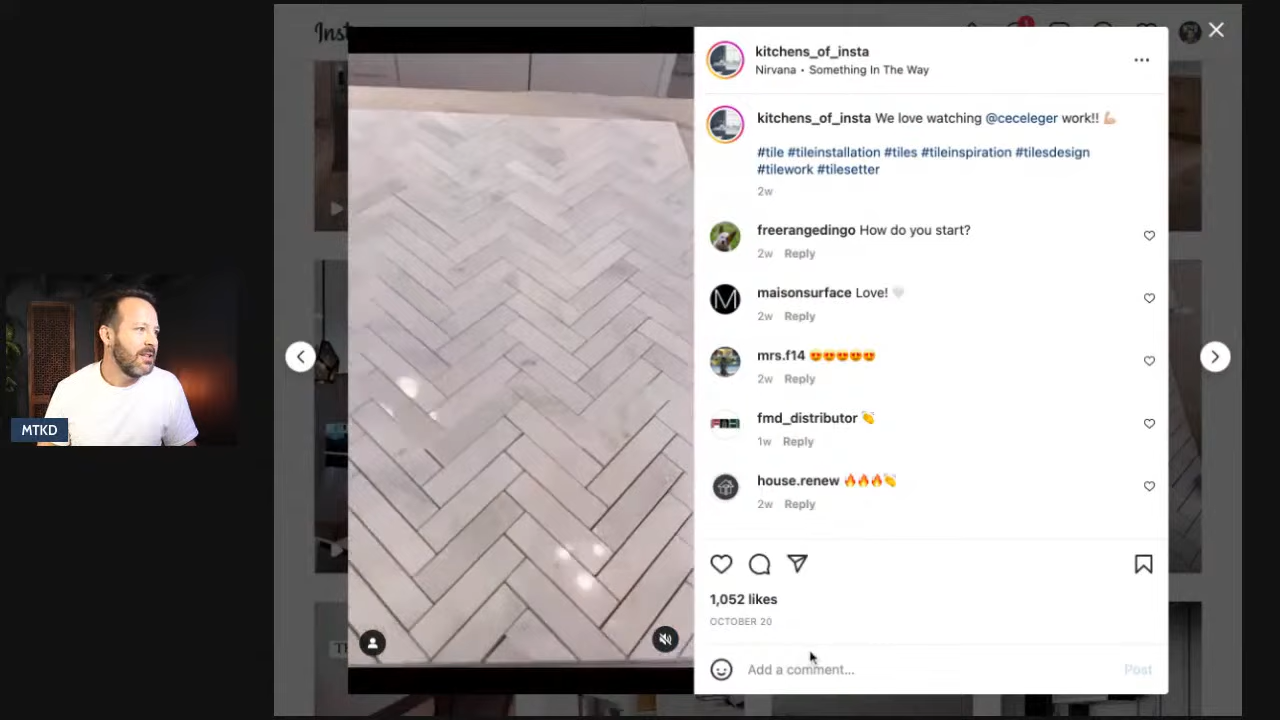 Inst
kitchens_of_insta
Nirvana • Something In The Way
kitchens_of_insta We love watching @ceceleger work!! 💪🏼
#tile #tileinstallation #tiles #tileinspiration #tilesdesign
#tilework #tilesetter
2w
freerangedingo How do you start?
2w Reply
maisonsurface Love! 🤍
2w Reply
mrs.f14 😍😍😍😍😍
2w Reply
fmd_distributor 👏
1w Reply
house.renew 🔥🔥🔥👏
2w Reply
1,052 likes
OCTOBER 20
Add a comment...
Post
MTKD